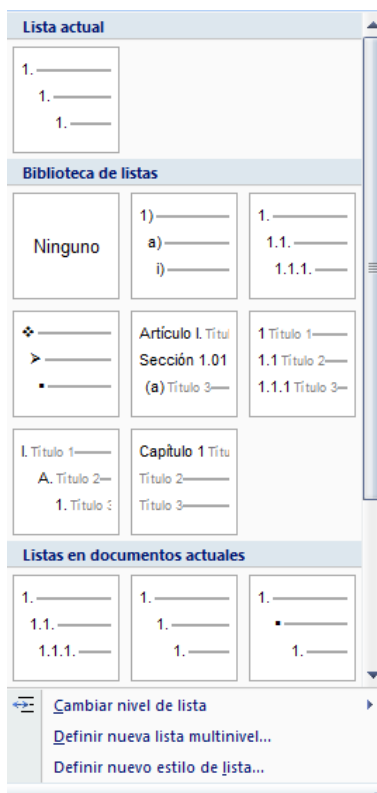 Lista actual
1.
1.
1.
Biblioteca de listas
Ninguno
1)
a)
i)
1.
1.1.
1.1.1.
Artículo I. Títul
Sección 1.01
(a) Título 3
1 Título 1
1.1 Título 2
1.1.1 Título 3
I. Título 1
A. Título 2
1. Título 3
Capítulo 1 Títu
Título 2
Título 3
Listas en documentos actuales
1.
1.1.
1.1.1.
1.
1.
1.
1.
1.
Cambiar nivel de lista
Definir nueva lista multinivel...
Definir nuevo estilo de lista...